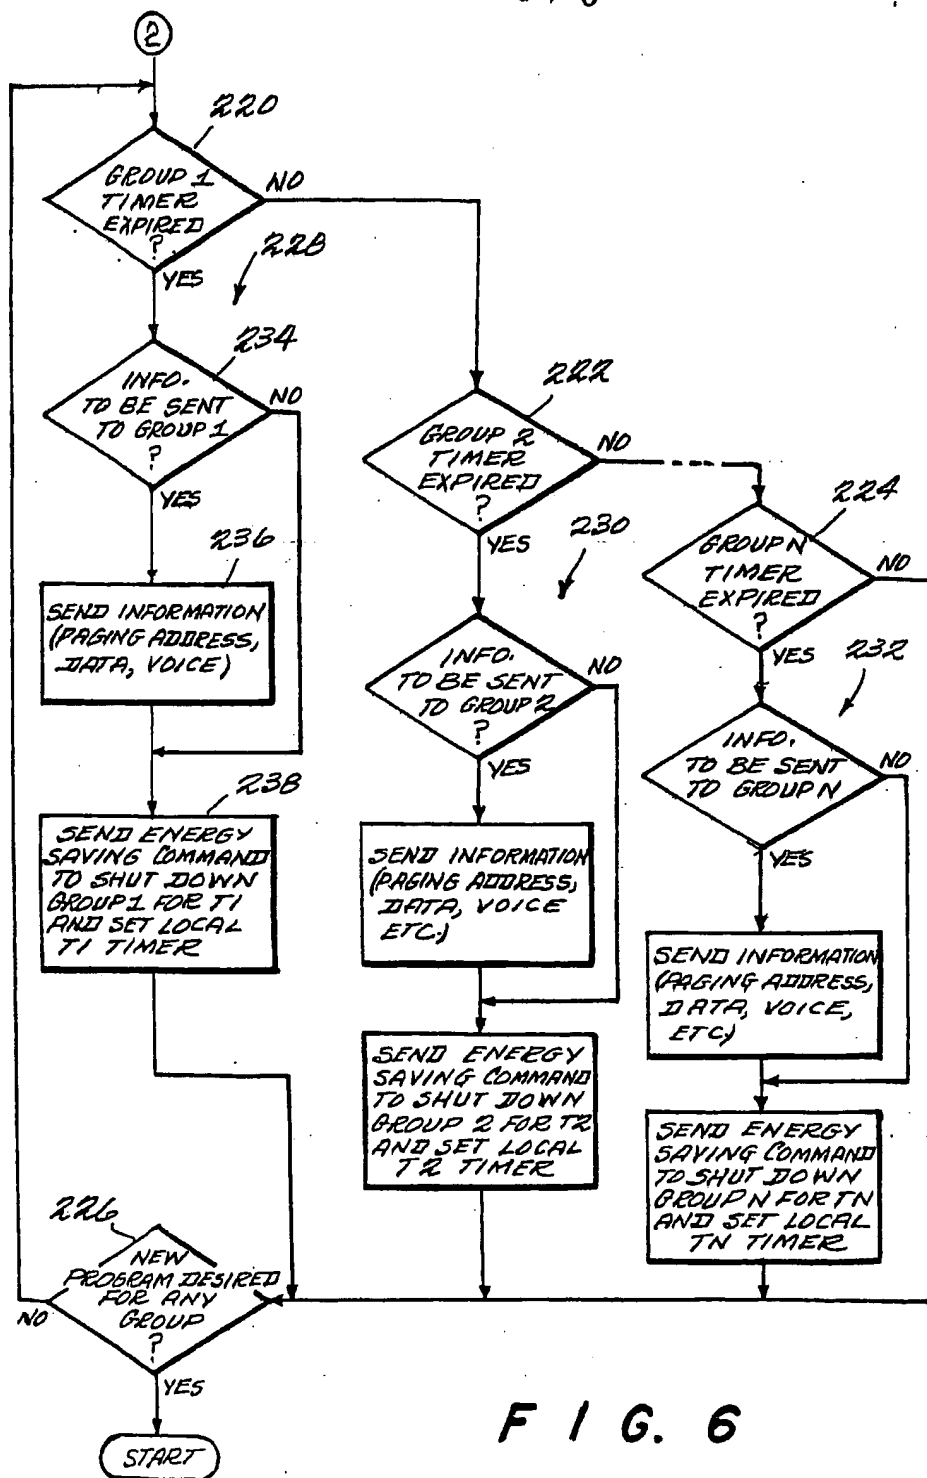 2
220
GROUP 1
TIMER
EXPIRED
?
NO
YES
228
234
INFO.
TO BE SENT
TO GROUP 1
?
NO
YES
236
SEND INFORMATION
(PAGING ADDRESS,
DATA, VOICE)
238
SEND ENERGY
SAVING COMMAND
TO SHUT DOWN
GROUP 1 FOR T1
AND SET LOCAL
T1 TIMER
222
GROUP 2
TIMER
EXPIRED
?
NO
YES
230
INFO.
TO BE SENT
TO GROUP 2
?
NO
YES
SEND INFORMATION
(PAGING ADDRESS,
DATA, VOICE
ETC.)
SEND ENERGY
SAVING COMMAND
TO SHUT DOWN
GROUP 2 FOR T2
AND SET LOCAL
T2 TIMER
224
GROUP N
TIMER
EXPIRED
?
NO
YES
232
INFO.
TO BE SENT
TO GROUP N
NO
YES
SEND INFORMATION
(PAGING ADDRESS,
DATA, VOICE,
ETC.)
SEND ENERGY
SAVING COMMAND
TO SHUT DOWN
GROUP N FOR TN
AND SET LOCAL
TN TIMER
226
NEW
PROGRAM DESIRED
FOR ANY
GROUP
?
NO
YES
START
FIG. 6